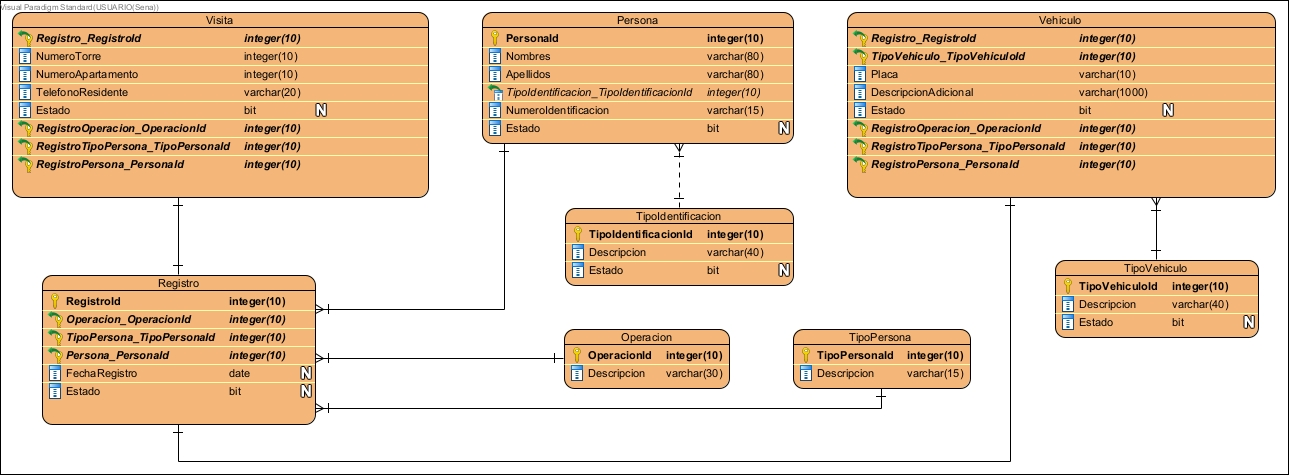 Visual Paradigm Standard(USUARIO(Sena))
Visita
Registro_RegistroId integer(10)
NumeroTorre integer(10)
NumeroApartamento integer(10)
TelefonoResidente varchar(20)
Estado bit N
RegistroOperacion_OperacionId integer(10)
RegistroTipoPersona_TipoPersonaId integer(10)
RegistroPersona_PersonaId integer(10)
Persona
PersonaId integer(10)
Nombres varchar(80)
Apellidos varchar(80)
TipoIdentificacion_TipoIdentificacionId integer(10)
NumeroIdentificacion varchar(15)
Estado bit N
Vehiculo
Registro_RegistroId integer(10)
TipoVehiculo_TipoVehiculoId integer(10)
Placa varchar(10)
DescripcionAdicional varchar(1000)
Estado bit N
RegistroOperacion_OperacionId integer(10)
RegistroTipoPersona_TipoPersonaId integer(10)
RegistroPersona_PersonaId integer(10)
TipoIdentificacion
TipoIdentificacionId integer(10)
Descripcion varchar(40)
Estado bit N
TipoVehiculo
TipoVehiculoId integer(10)
Descripcion varchar(40)
Estado bit N
Registro
RegistroId integer(10)
Operacion_OperacionId integer(10)
TipoPersona_TipoPersonaId integer(10)
Persona_PersonaId integer(10)
FechaRegistro date N
Estado bit N
Operacion
OperacionId integer(10)
Descripcion varchar(30)
TipoPersona
TipoPersonaId integer(10)
Descripcion varchar(15)